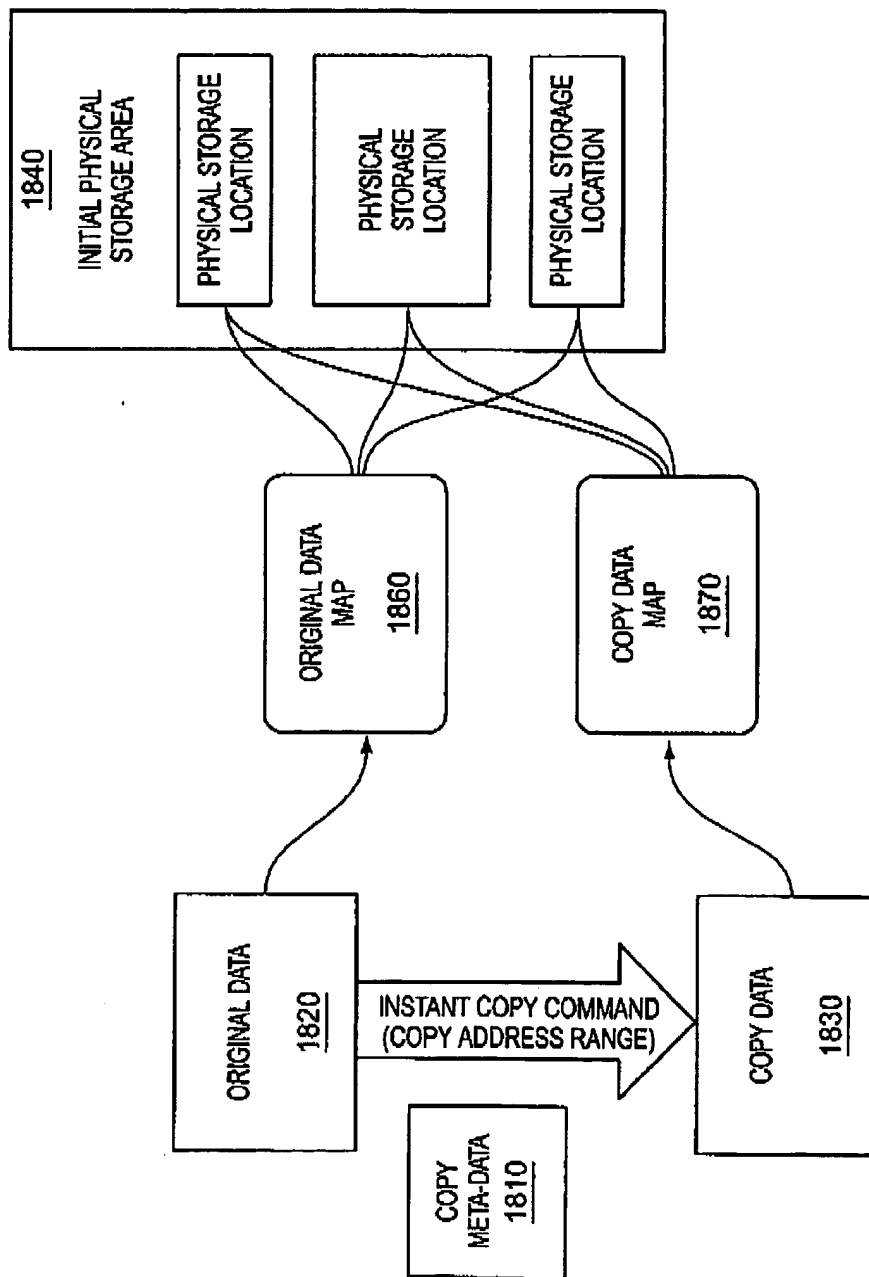 1840
INITIAL PHYSICAL
STORAGE AREA
PHYSICAL STORAGE
LOCATION
PHYSICAL
STORAGE
LOCATION
PHYSICAL STORAGE
LOCATION
ORIGINAL DATA
MAP
1860
COPY DATA
MAP
1870
ORIGINAL DATA
1820
INSTANT COPY COMMAND
(COPY ADDRESS RANGE)
COPY DATA
1830
COPY
META-DATA
1810